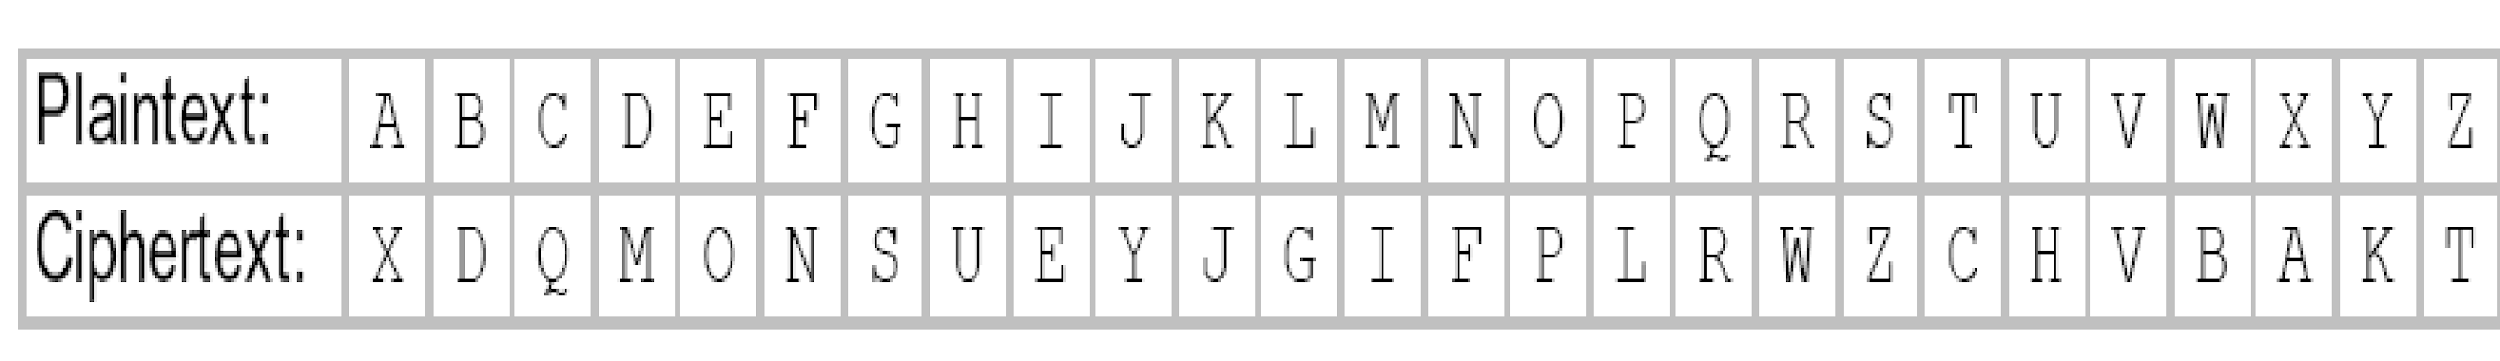 Plaintext: A B C D E F G H I J K L M N O P Q R S T U V W X Y Z
Ciphertext: X D Q M O N S U E Y J G I F P L R W Z C H V B A K T